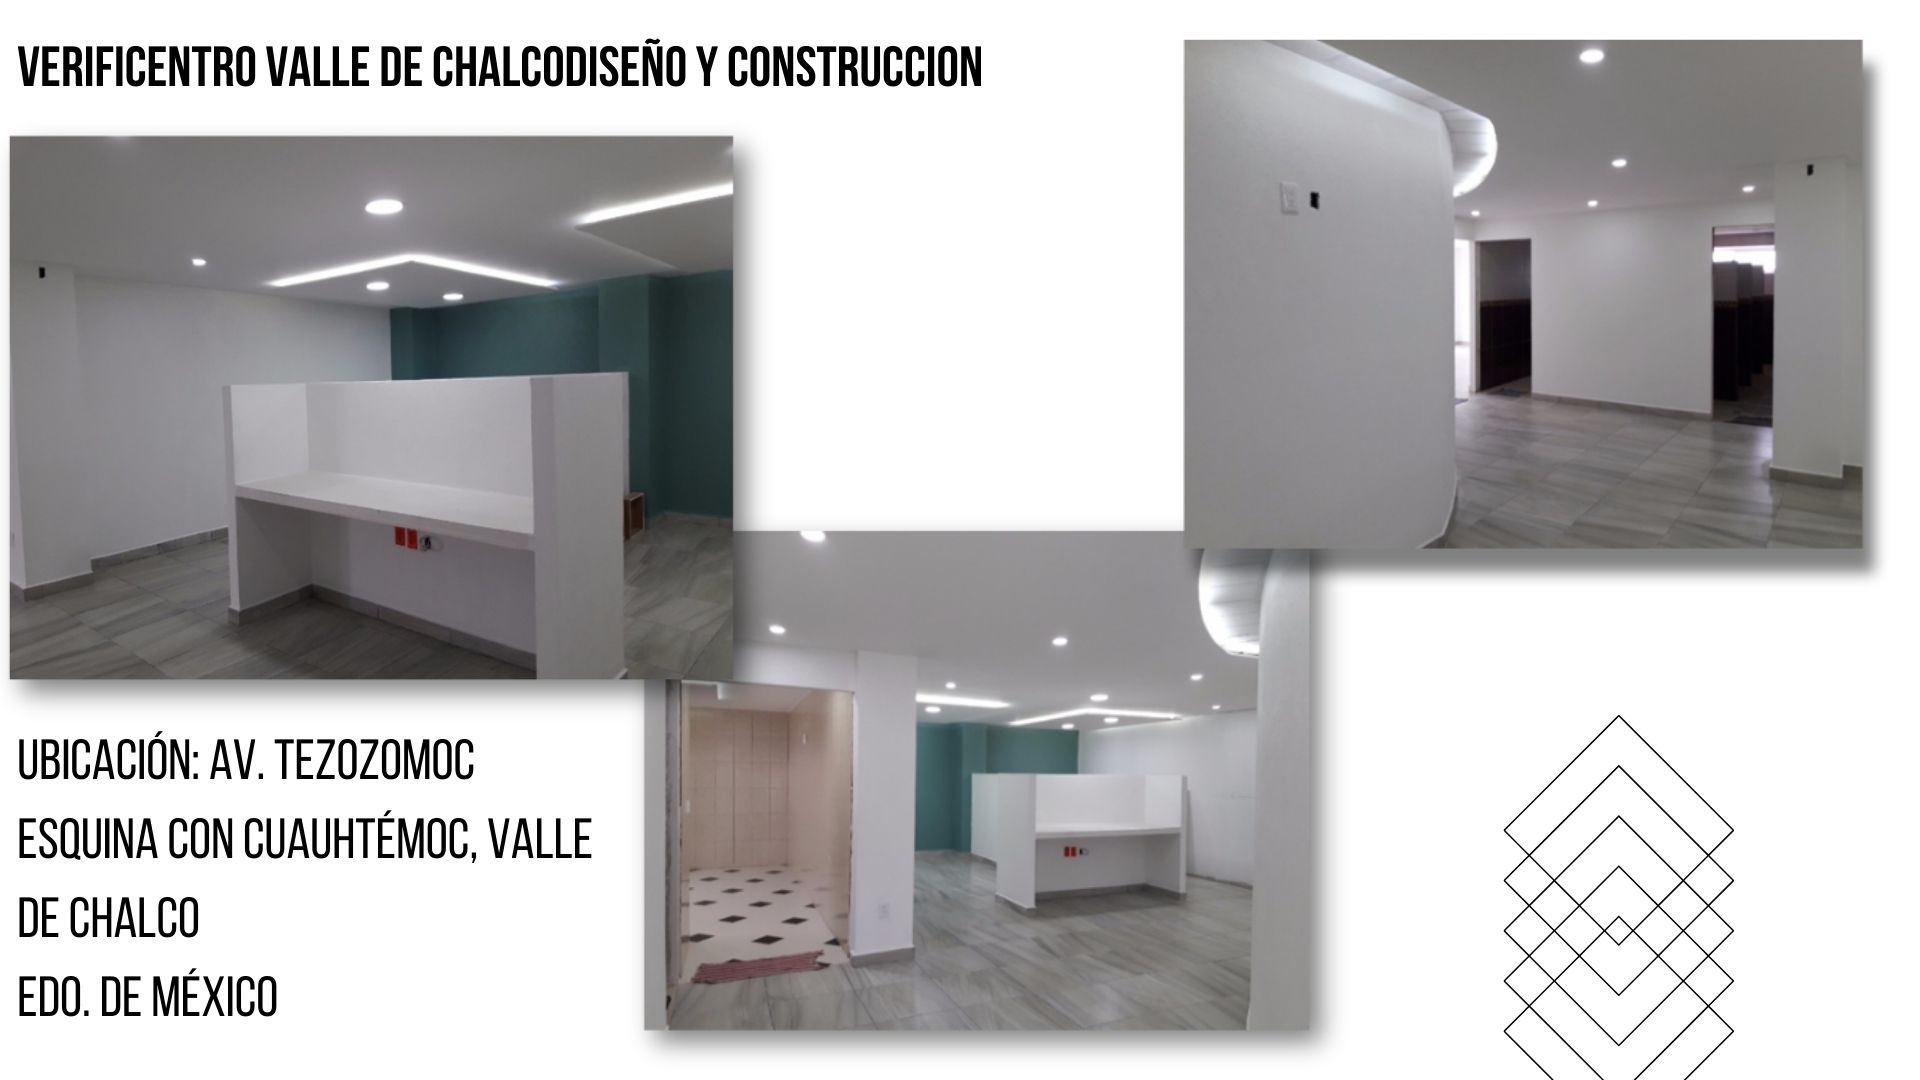 VERIFICENTRO VALLE DE CHALCODISEÑO Y CONSTRUCCION
UBICACIÓN: AV. TEZOZOMOC
ESQUINA CON CUAUHTÉMOC, VALLE
DE CHALCO
EDO. DE MÉXICO